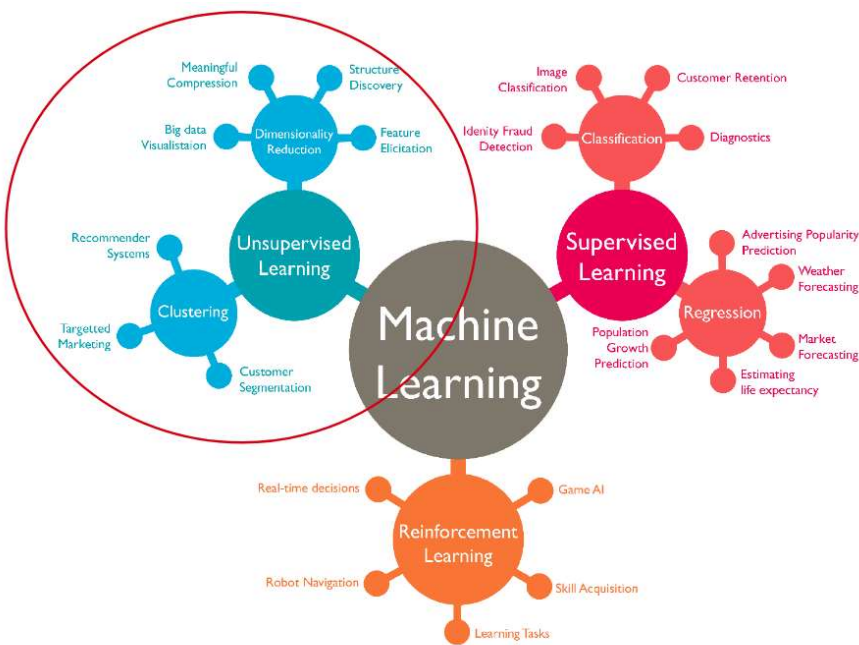 Meaningful
Compression
Structure
Discovery
Big data
Visualistaion
Dimensionality
Reduction
Feature
Elicitation
Recommender
Systems
Unsupervised
Learning
Clustering
Targetted
Marketing
Customer
Segmentation
Machine
Learning
Image
Classification
Customer Retention
Idenity Fraud
Detection
Classification
Diagnostics
Supervised
Learning
Advertising Popularity
Prediction
Weather
Forecasting
Regression
Population
Growth
Prediction
Market
Forecasting
Estimating
life expectancy
Real-time decisions
Game AI
Reinforcement
Learning
Robot Navigation
Skill Acquisition
Learning Tasks